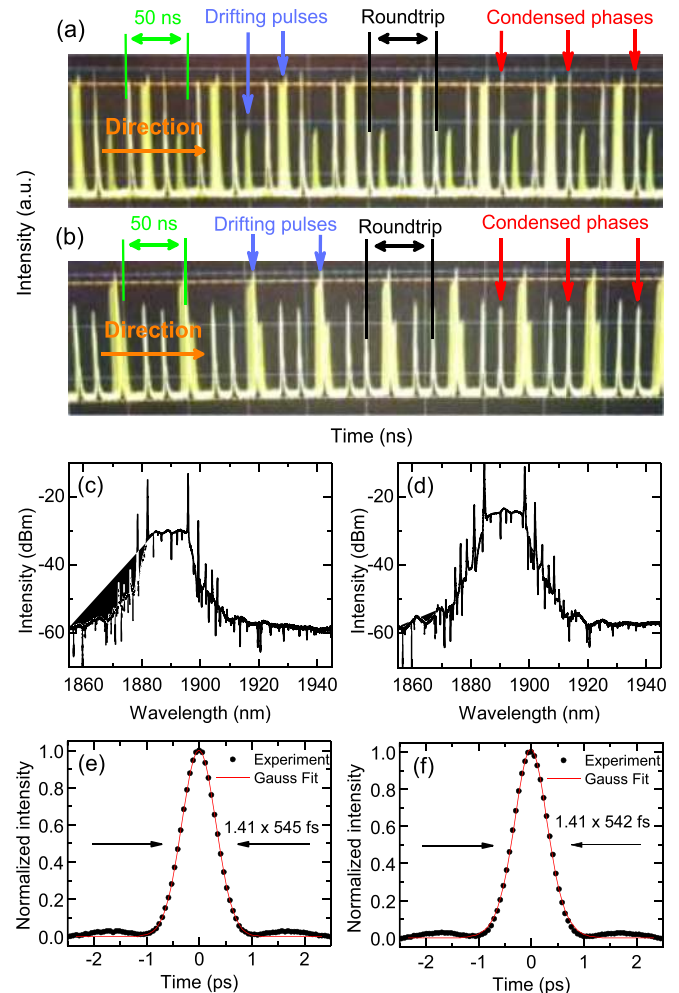 (a)
50 ns
Drifting pulses
Roundtrip
Condensed phases
Direction
(b)
50 ns
Drifting pulses
Roundtrip
Condensed phases
Direction
Intensity (a.u.)
Time (ns)
(c)
-20
-40
-60
Intensity (dBm)
1860 1880 1900 1920 1940
Wavelength (nm)
(d)
-20
-40
-60
Intensity (dBm)
1860 1880 1900 1920 1940
Wavelength (nm)
(e)
Experiment
Gauss Fit
1.41 x 545 fs
1.0
0.8
0.6
0.4
0.2
0.0
Normalized intensity
-2 -1 0 1 2
Time (ps)
(f)
Experiment
Gauss Fit
1.41 x 542 fs
1.0
0.8
0.6
0.4
0.2
0.0
Normalized intensity
-2 -1 0 1 2
Time (ps)